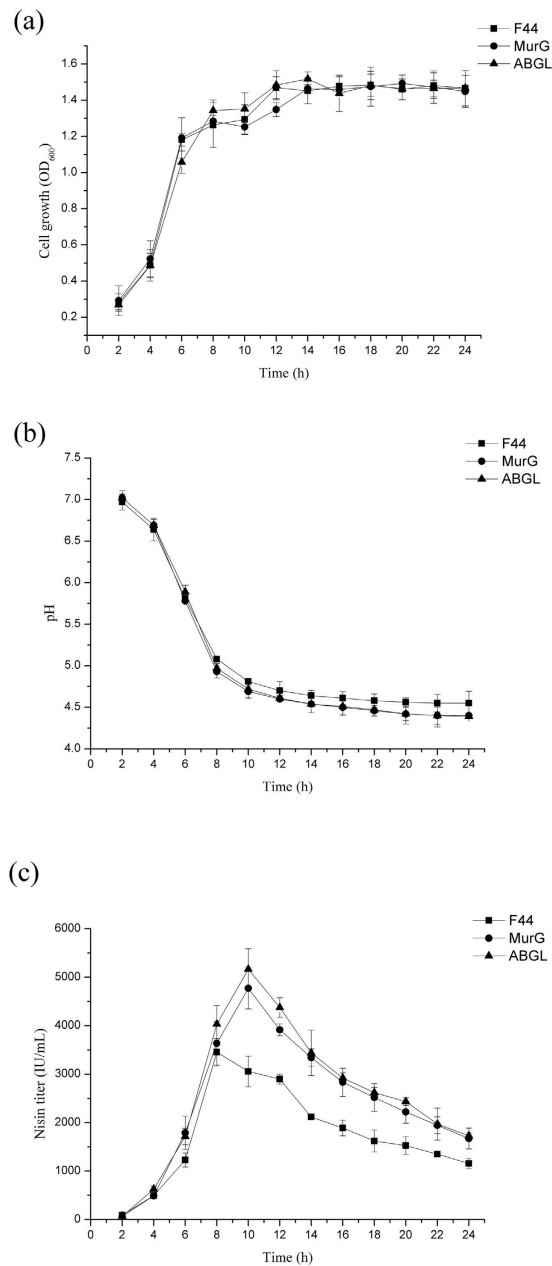 (a)
F44
MurG
ABGL
Cell growth (OD600)
1.6
1.4
1.2
1.0
0.8
0.6
0.4
0.2
0 2 4 6 8 10 12 14 16 18 20 22 24
Time (h)
(b)
F44
MurG
ABGL
pH
7.5
7.0
6.5
6.0
5.5
5.0
4.5
4.0
0 2 4 6 8 10 12 14 16 18 20 22 24
Time (h)
(c)
F44
MurG
ABGL
Nisin titer (IU/mL)
6000
5000
4000
3000
2000
1000
0
0 2 4 6 8 10 12 14 16 18 20 22 24
Time (h)